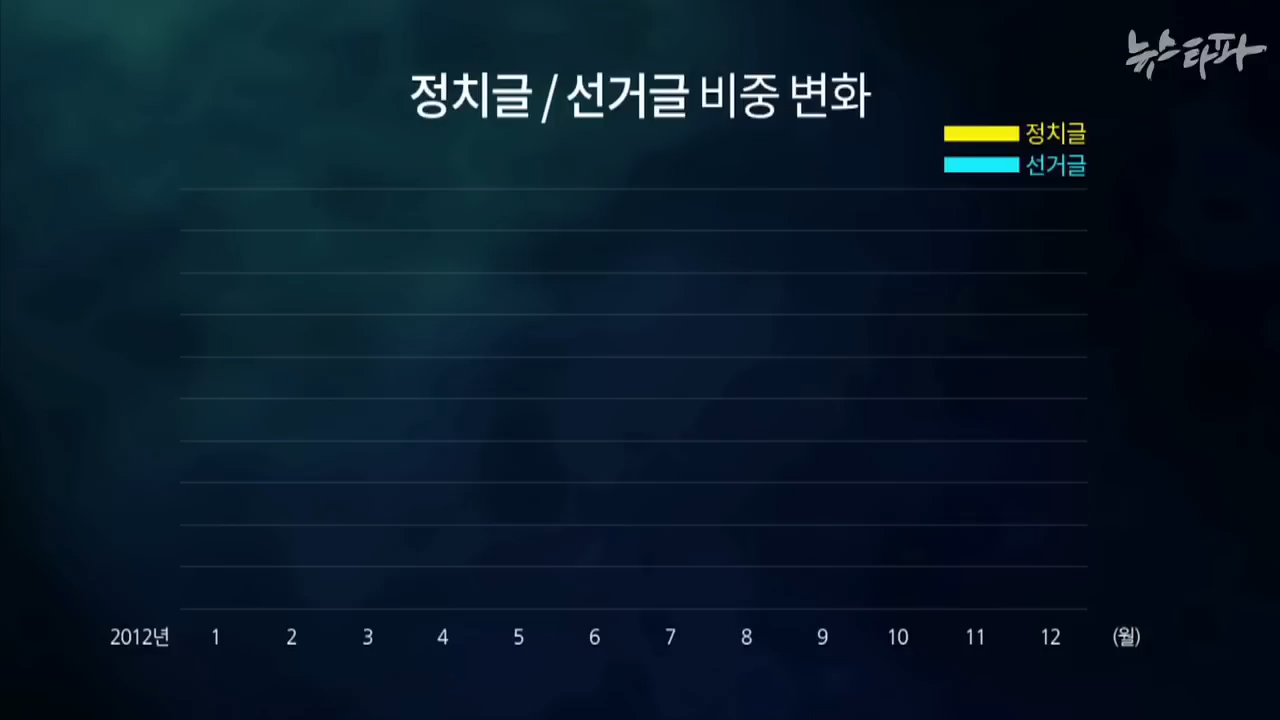 뉴스타파
정치글 / 선거글 비중 변화
정치글
선거글
2012년 1 2 3 4 5 6 7 8 9 10 11 12 (월)